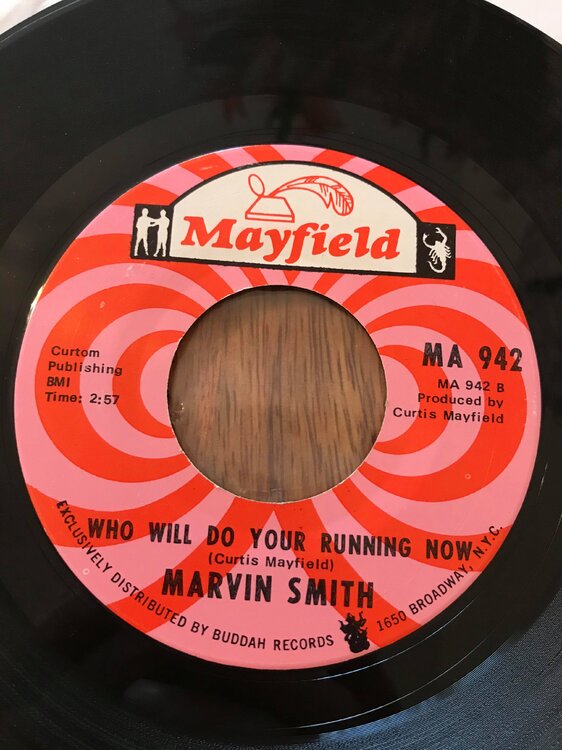 Mayfield
Curtom
Publishing
BMI
Time: 2:57
MA 942
MA 942 B
Produced by
Curtis Mayfield
WHO WILL DO YOUR RUNNING NOW
(Curtis Mayfield)
MARVIN SMITH
EXCLUSIVELY DISTRIBUTED BY BUDDAH RECORDS 1650 BROADWAY, N.Y.C.